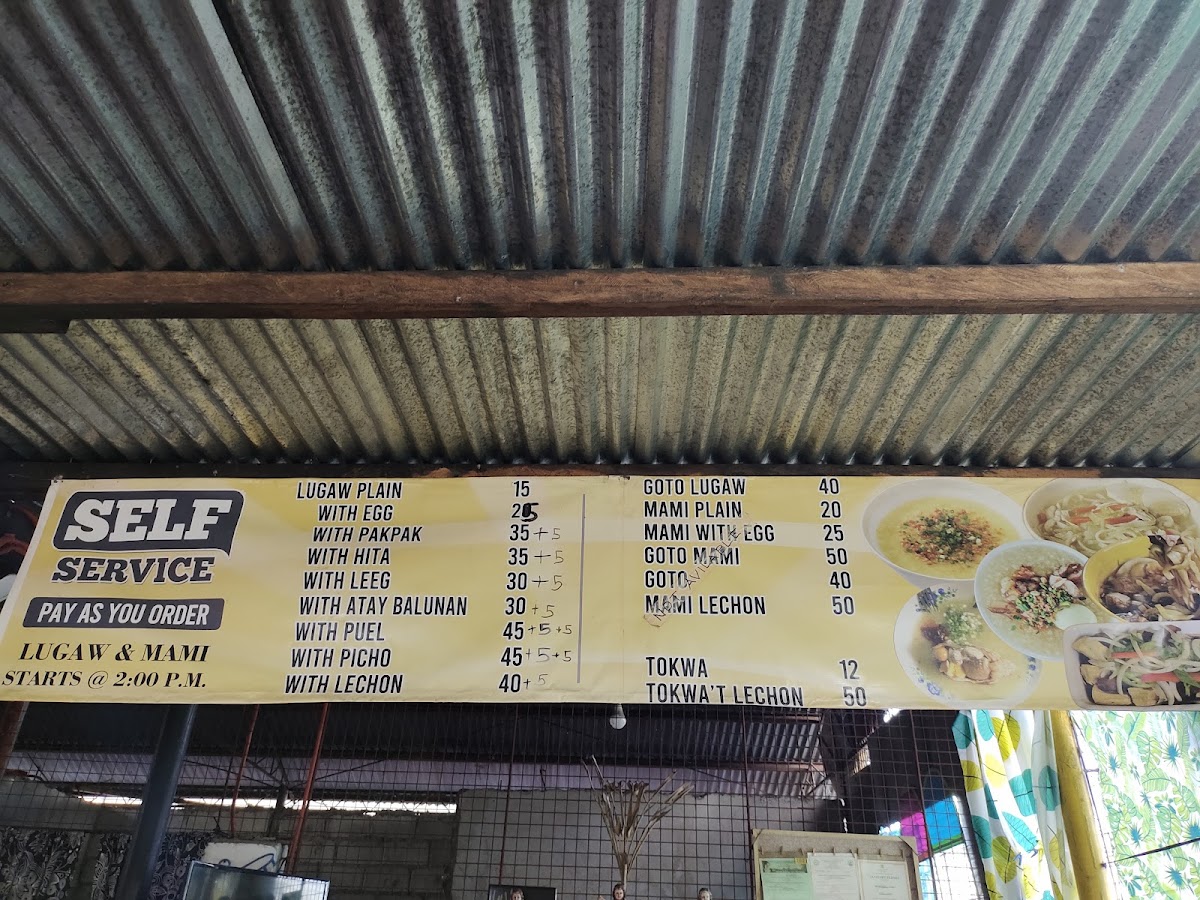 SELF
SERVICE
PAY AS YOU ORDER
LUGAW & MAMI
STARTS @ 2:00 P.M.
LUGAW PLAIN 15
WITH EGG 25
WITH PAKPAK 35+5
WITH HITA 35+5
WITH LEEG 30+5
WITH ATAY BALUNAN 30+5
WITH PUEL 45+5+5
WITH PICHO 45+5+5
WITH LECHON 40+5
GOTO LUGAW 40
MAMI PLAIN 20
MAMI WITH EGG 25
GOTO MAMI 50
GOTO 40
MAMI LECHON 50
TOKWA 12
TOKWA'T LECHON 50